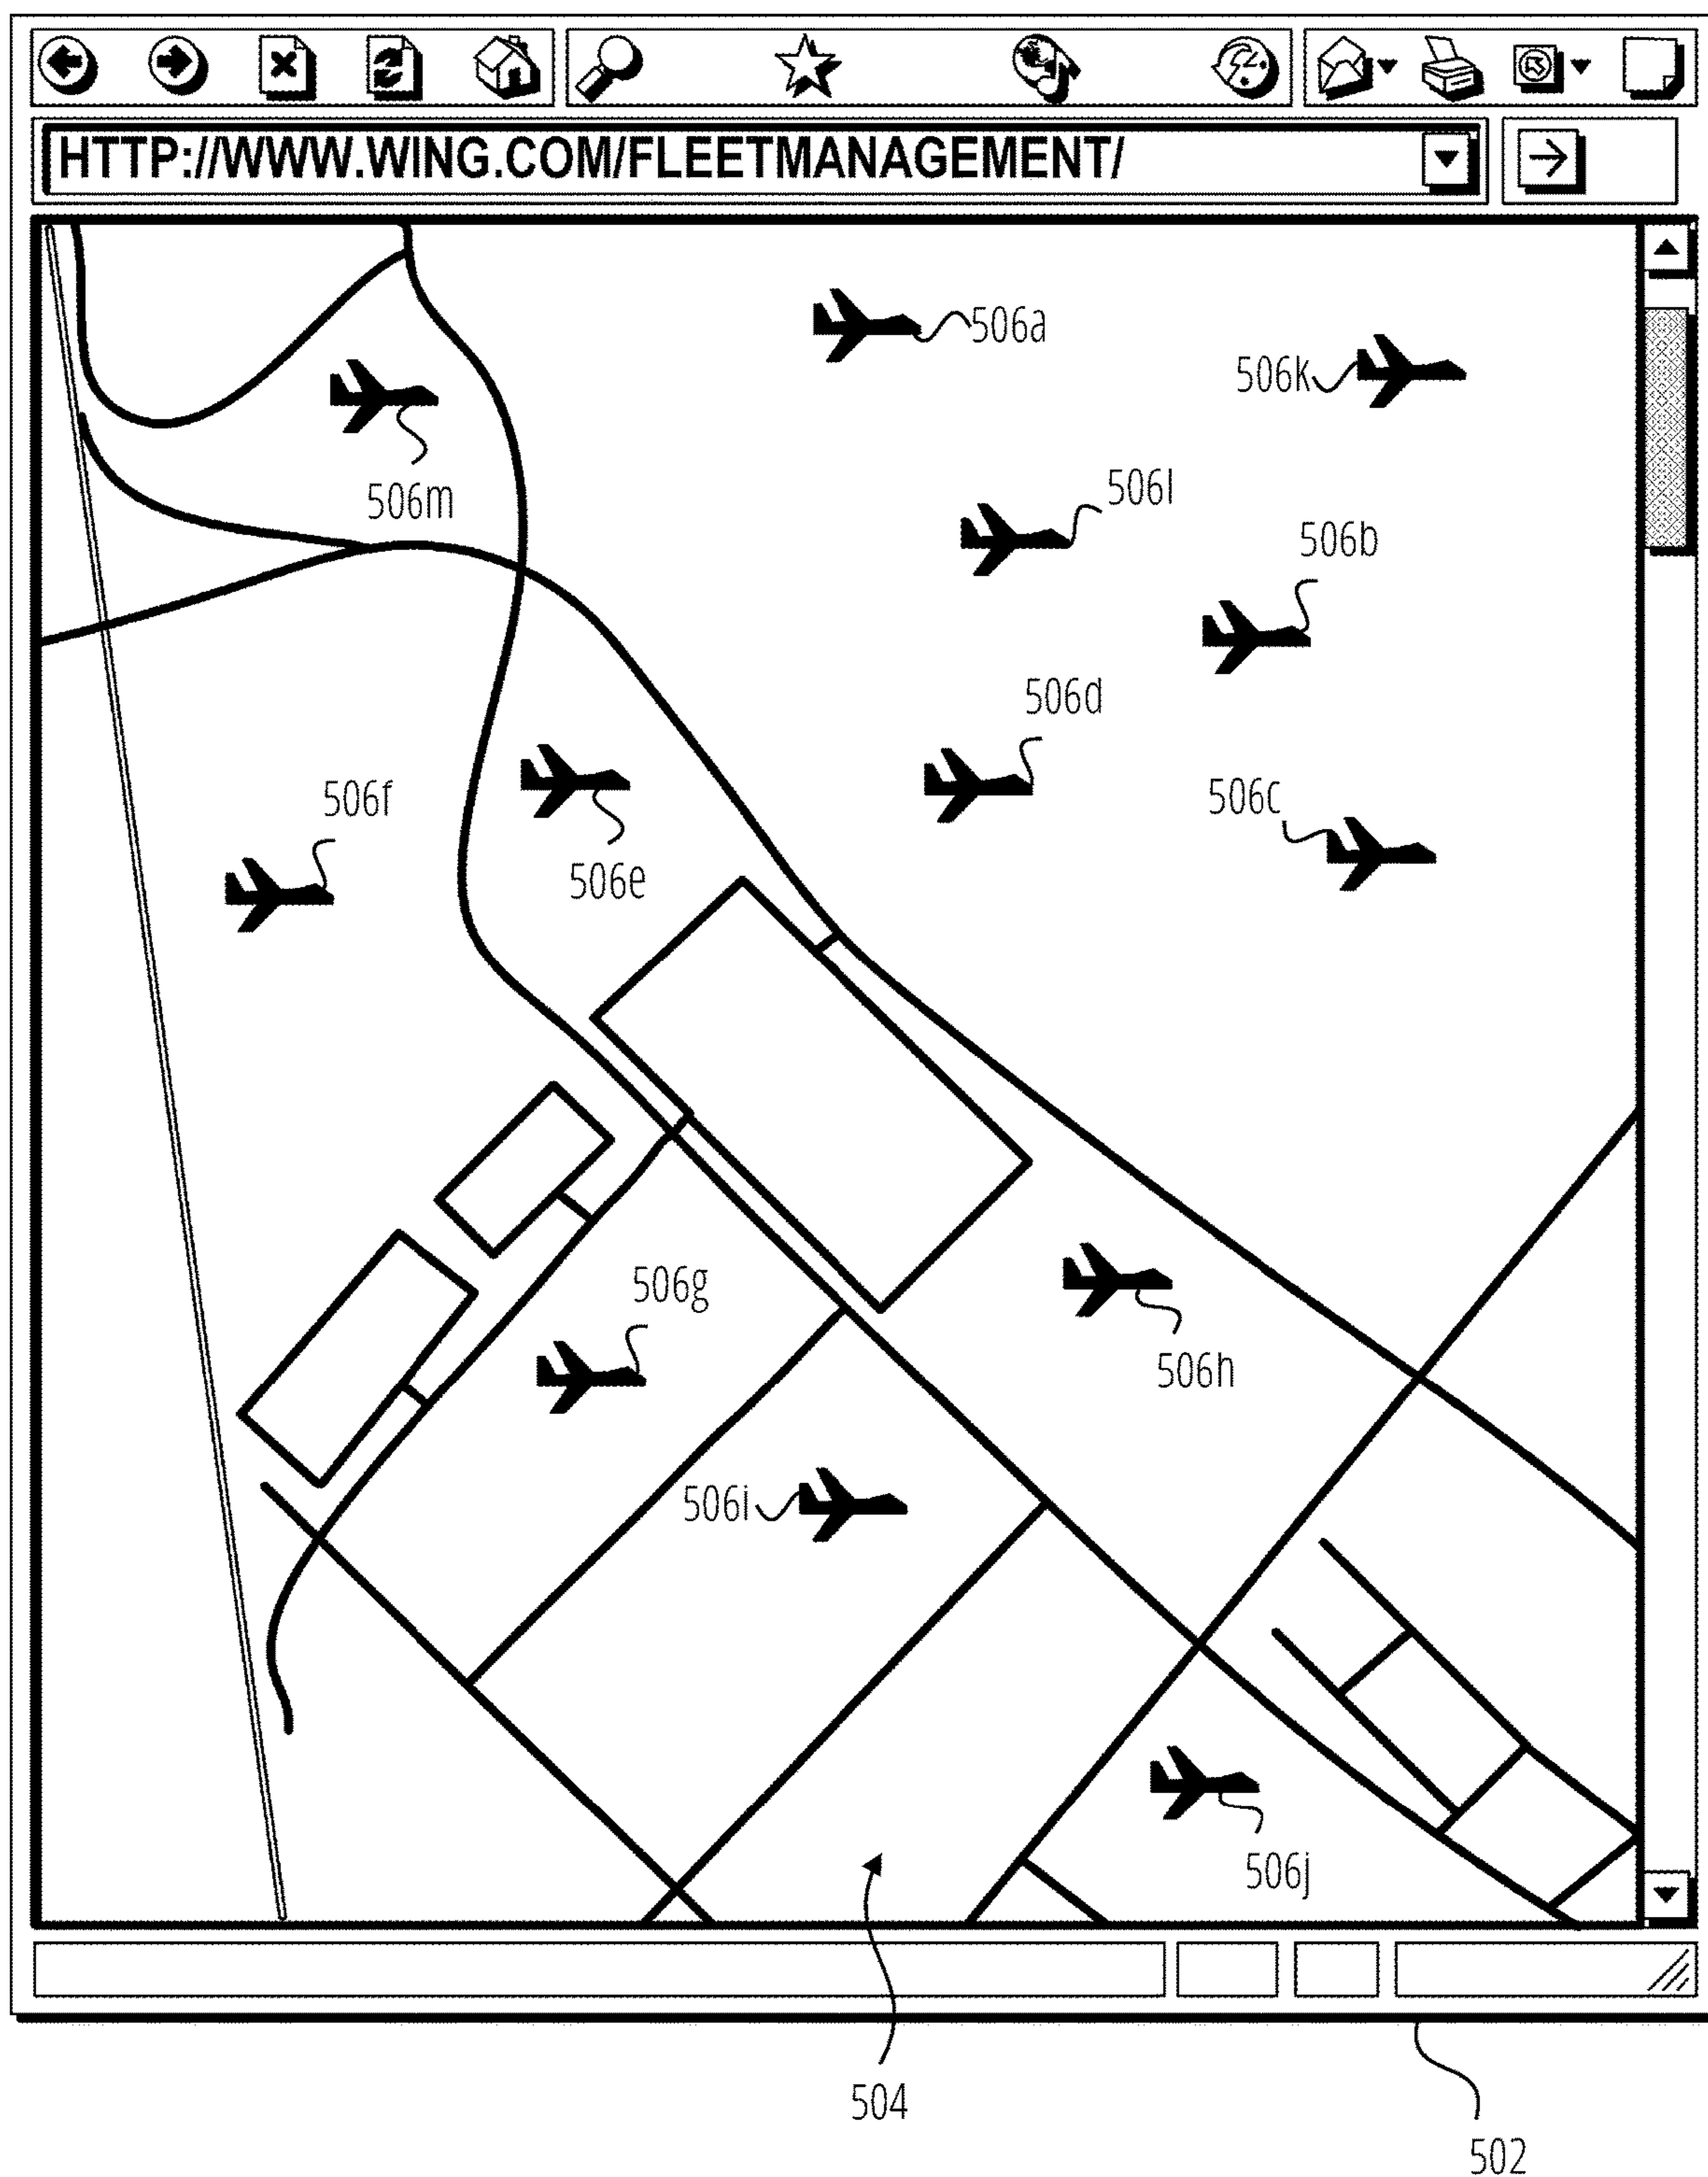 HTTP://WWW.WING.COM/FLEETMANAGEMENT/
506a
506k
506m
506l
506b
506d
506f
506c
506e
506g
506h
506i
506j
504
502